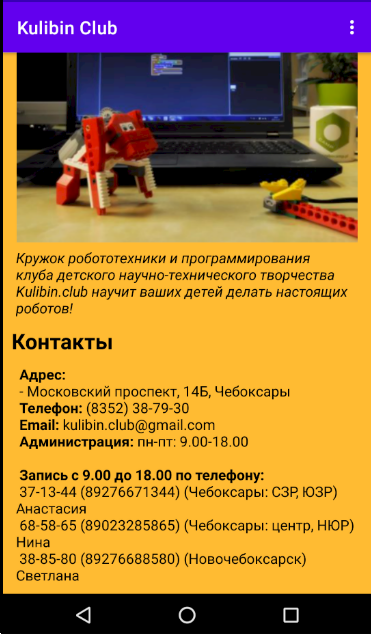 Kulibin Club
Кружок робототехники и программирования
клуба детского научно-технического творчества
Kulibin.club научит ваших детей делать настоящих
роботов!
Контакты
Адрес:
- Московский проспект, 14Б, Чебоксары
Телефон: (8352) 38-79-30
Email: kulibin.club@gmail.com
Администрация: пн-пт: 9.00-18.00
Запись с 9.00 до 18.00 по телефону:
37-13-44 (89276671344) (Чебоксары: СЗР, ЮЗР)
Анастасия
68-58-65 (89023285865) (Чебоксары: центр, НЮР)
Нина
38-85-80 (89276688580) (Новочебоксарск)
Светлана